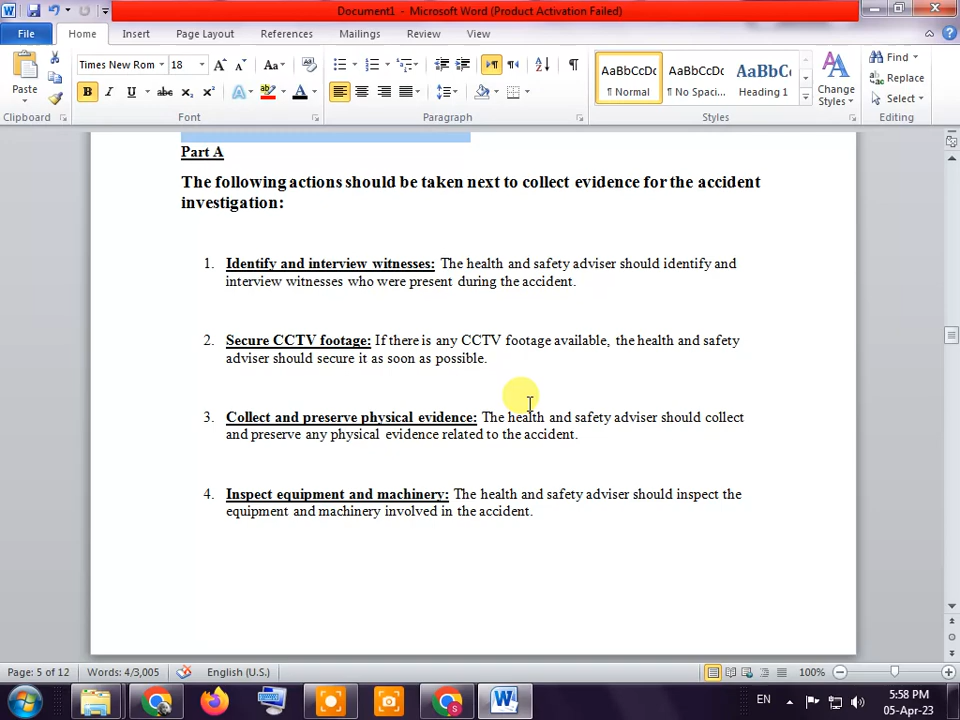 Document1 - Microsoft Word (Product Activation Failed)
File Home Insert Page Layout References Mailings Review View
Paste
Clipboard
Times New Rom 18
Font
Paragraph
AaBbCcDc AaBbCcDc AaBbC
¶ Normal ¶ No Spaci... Heading 1
Change
Styles
Styles
Find
Replace
Select
Editing
Part A
The following actions should be taken next to collect evidence for the accident
investigation:
1. Identify and interview witnesses: The health and safety adviser should identify and
interview witnesses who were present during the accident.
2. Secure CCTV footage: If there is any CCTV footage available, the health and safety
adviser should secure it as soon as possible.
3. Collect and preserve physical evidence: The health and safety adviser should collect
and preserve any physical evidence related to the accident.
4. Inspect equipment and machinery: The health and safety adviser should inspect the
equipment and machinery involved in the accident.
Page: 5 of 12 Words: 4/3,005 English (U.S.) 100%
EN 5:58 PM
05-Apr-23